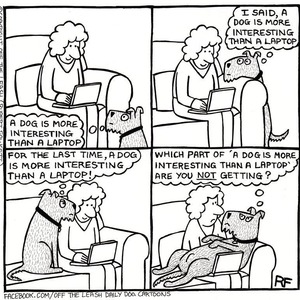 A DOG IS MORE
INTERESTING
THAN A LAPTOP
I SAID, A
DOG IS MORE
INTERESTING
THAN A LAPTOP
FOR THE LAST TIME, A DOG
IS MORE INTERESTING
THAN A LAPTOP!
WHICH PART OF 'A DOG IS MORE
INTERESTING THAN A LAPTOP'
ARE YOU NOT GETTING?
RF
FACEBOOK.COM/OFF THE LEASH DAILY DOG CARTOONS